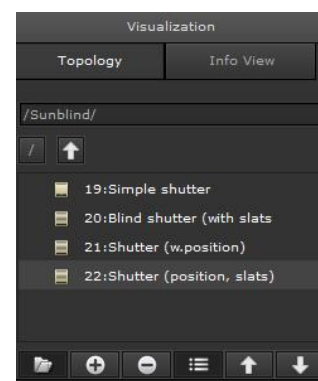 Visualization
Topology Info View
/Sunblind/
/
19:Simple shutter
20:Blind shutter (with slats
21:Shutter (w.position)
22:Shutter (position, slats)